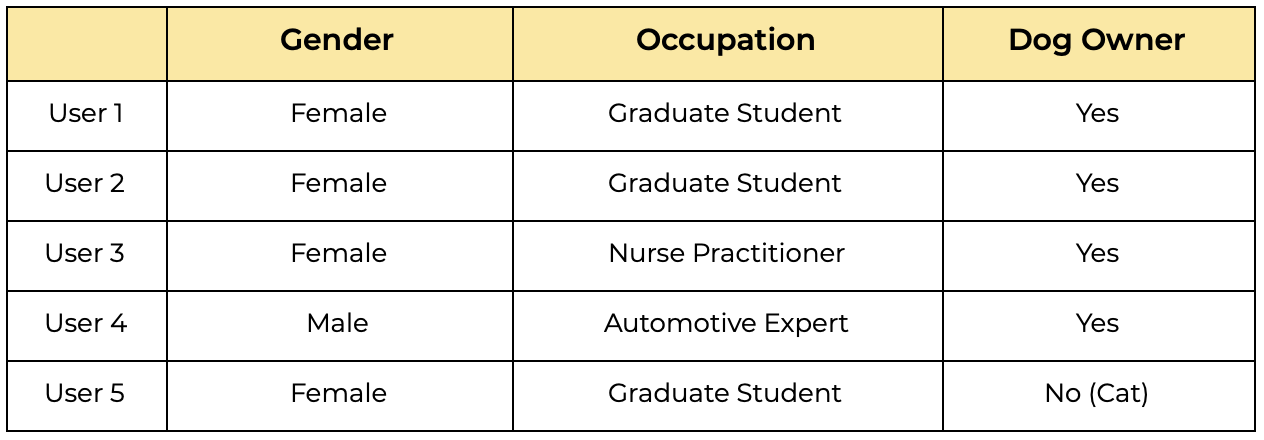 Gender Occupation Dog Owner
User 1 Female Graduate Student Yes
User 2 Female Graduate Student Yes
User 3 Female Nurse Practitioner Yes
User 4 Male Automotive Expert Yes
User 5 Female Graduate Student No (Cat)